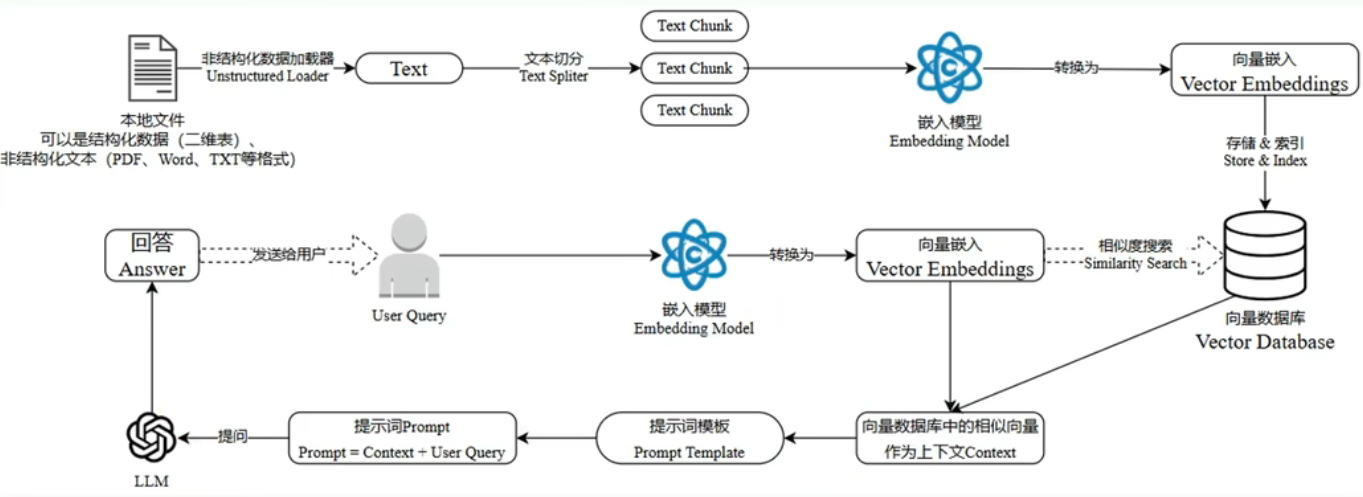 Text Chunk
非结构化数据加载器
Unstructured Loader
Text
文本切分
Text Spliter
Text Chunk
Text Chunk
转换为
向量嵌入
Vector Embeddings
嵌入模型
Embedding Model
本地文件
可以是结构化数据（二维表）、
非结构化文本（PDF、Word、TXT等格式）
存储 & 索引
Store & Index
回答
Answer
发送给用户
User Query
嵌入模型
Embedding Model
转换为
向量嵌入
Vector Embeddings
相似度搜索
Similarity Search
向量数据库
Vector Database
向量数据库中的相似向量
作为上下文Context
提示词模板
Prompt Template
提示词Prompt
Prompt = Context + User Query
提问
LLM